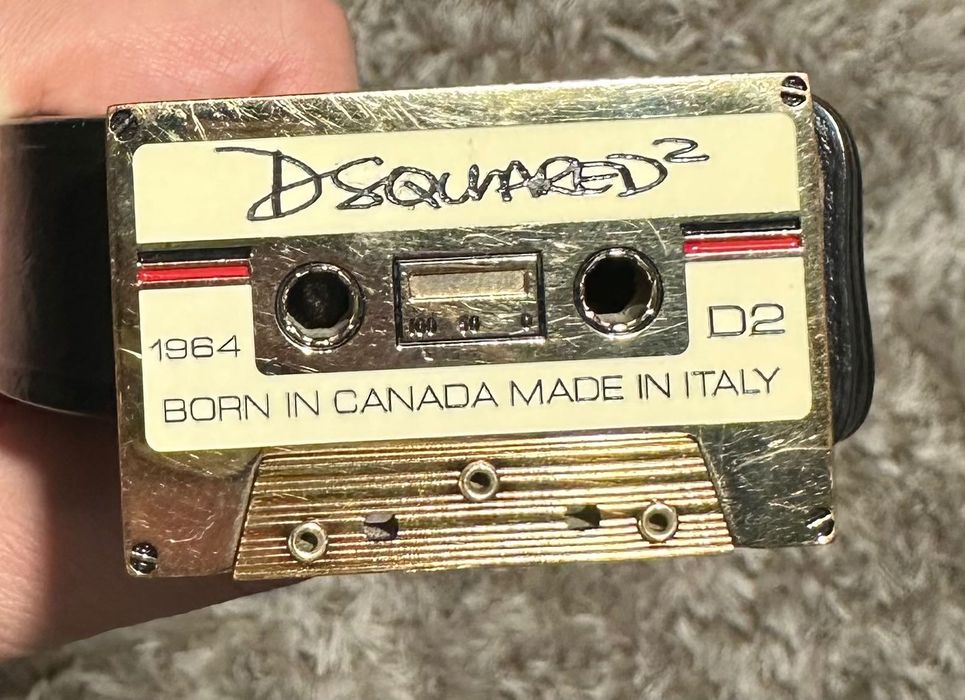 DSQUARED²
1964
D2
BORN IN CANADA MADE IN ITALY